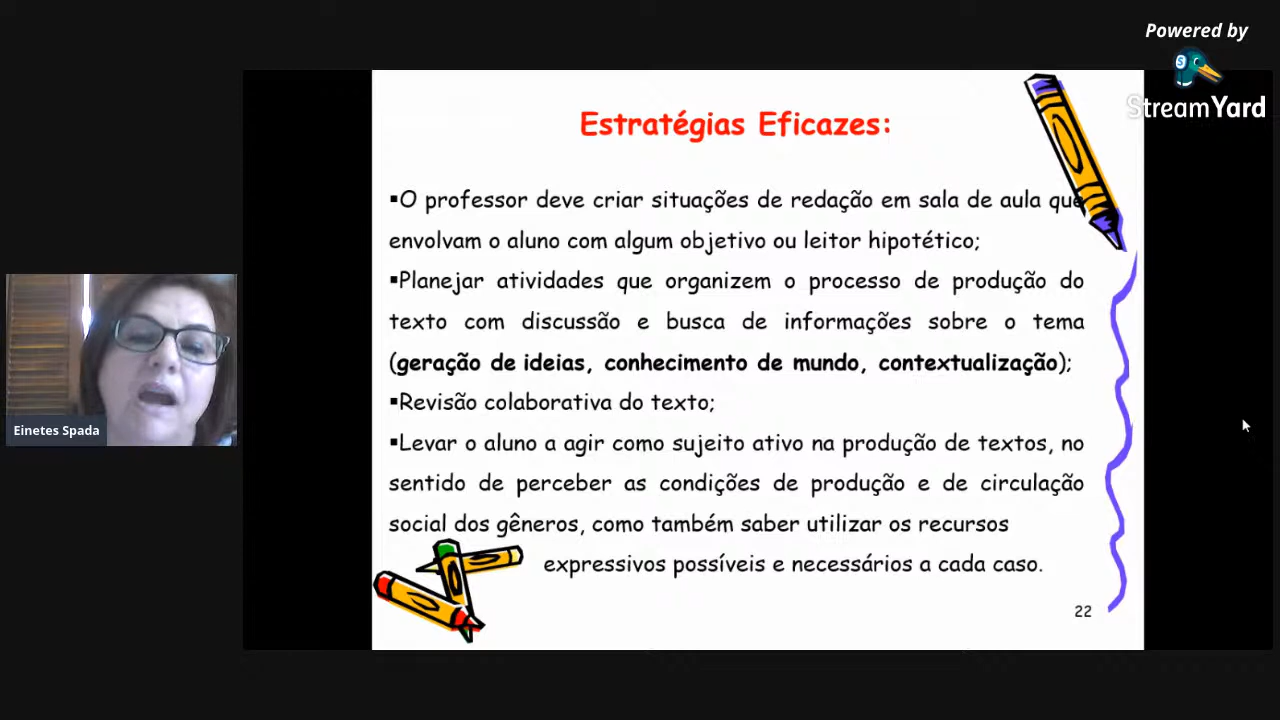 Powered by
StreamYard
Estratégias Eficazes:
▪O professor deve criar situações de redação em sala de aula que
envolvam o aluno com algum objetivo ou leitor hipotético;
▪Planejar atividades que organizem o processo de produção do
texto com discussão e busca de informações sobre o tema
(geração de ideias, conhecimento de mundo, contextualização);
▪Revisão colaborativa do texto;
▪Levar o aluno a agir como sujeito ativo na produção de textos, no
sentido de perceber as condições de produção e de circulação
social dos gêneros, como também saber utilizar os recursos
expressivos possíveis e necessários a cada caso.
22
Einetes Spada